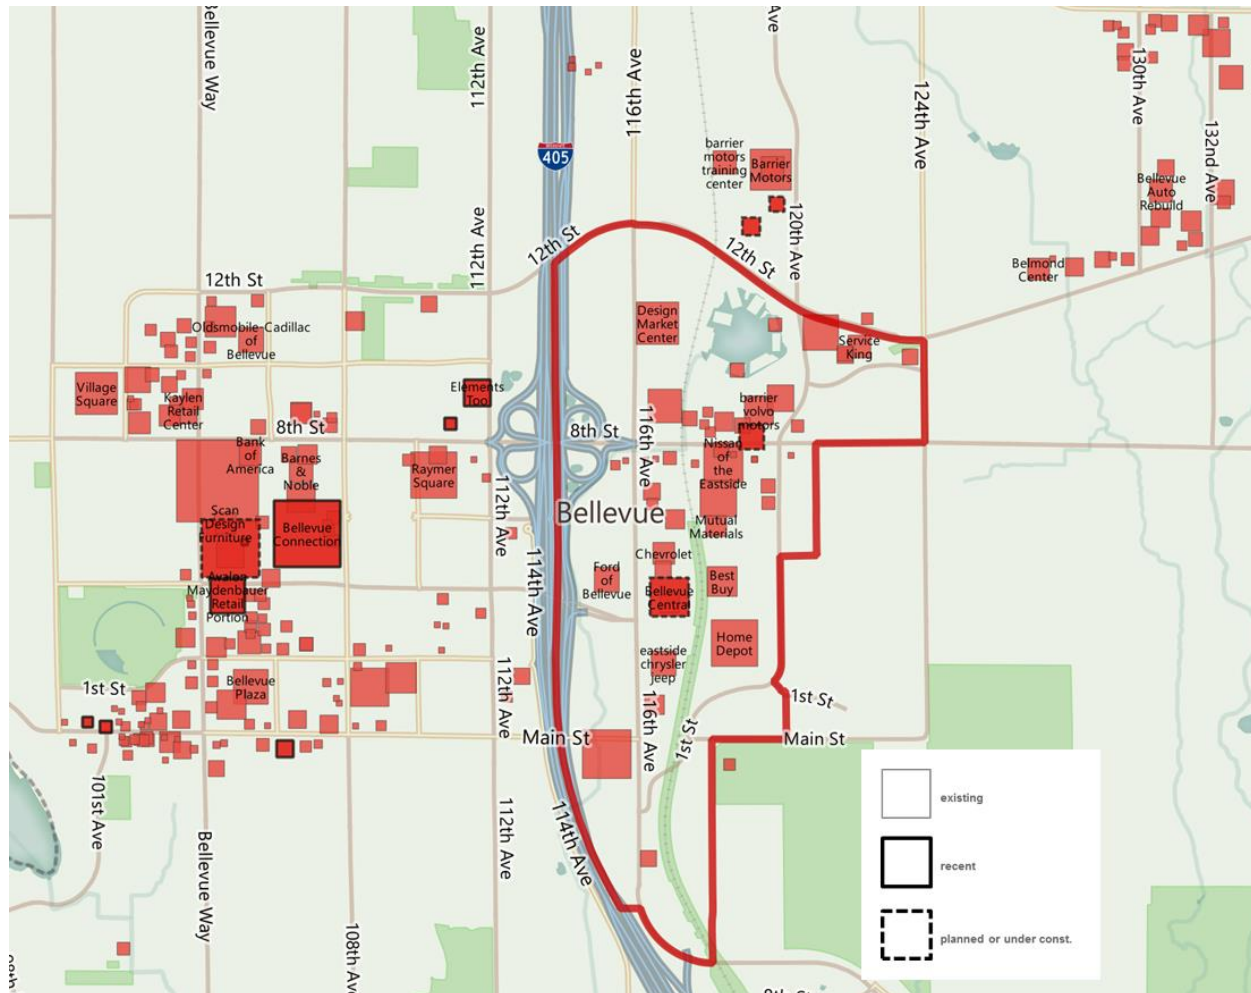 Bellevue Way
112th Ave
116th Ave
Ave
405
124th Ave
130th Ave
132nd Ave
barrier
motors
training
center
Barrier
Motors
Bellevue
Auto
Rebuild
112th Ave
120th Ave
12th St
12th St
12th St
Belmond
Center
Oldsmobile-Cadillac
of
Bellevue
Design
Market
Center
Service
King
Village
Square
Kaylen
Retail
Center
Elements
Too
barrier
volvo
motors
8th St
8th St
116th Ave
Bank
of
America
Barnes
&
Noble
Raymer
Square
Nissan
of
the
Eastside
112th Ave
Scan
Design
Furniture
Bellevue
Connection
Bellevue
Mutual
Materials
114th Ave
Chevrolet
Ford
of
Bellevue
Best
Buy
Avalon
Maydenbauer
Retail
Portion
Bellevue
Central
Home
Depot
eastside
chrysler
jeep
112th Ave
1st St
Bellevue
Plaza
116th Ave
1st St
1st St
Main St
Main St
101st Ave
Bellevue Way
112th Ave
114th Ave
108th Ave
existing
recent
planned or under const.